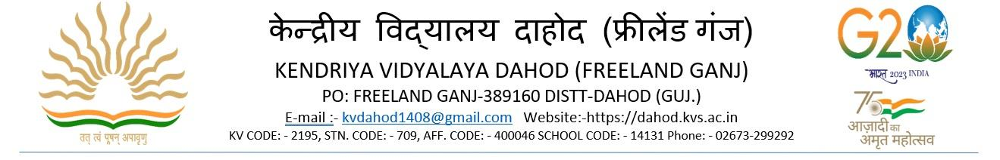 केन्द्रीय विद्यालय दाहोद (फ्रीलेंड गंज)
KENDRIYA VIDYALAYA DAHOD (FREELAND GANJ)
PO: FREELAND GANJ-389160 DISTT-DAHOD (GUJ.)
E-mail :- kvdahod1408@gmail.com Website:-https://dahod.kvs.ac.in
KV CODE: - 2195, STN. CODE: - 709, AFF. CODE: - 400046 SCHOOL CODE: - 14131 Phone: - 02673-299292
तत् त्वं पूषन् अपावृणु
G20
भारत 2023 INDIA
75
आज़ादी का
अमृत महोत्सव